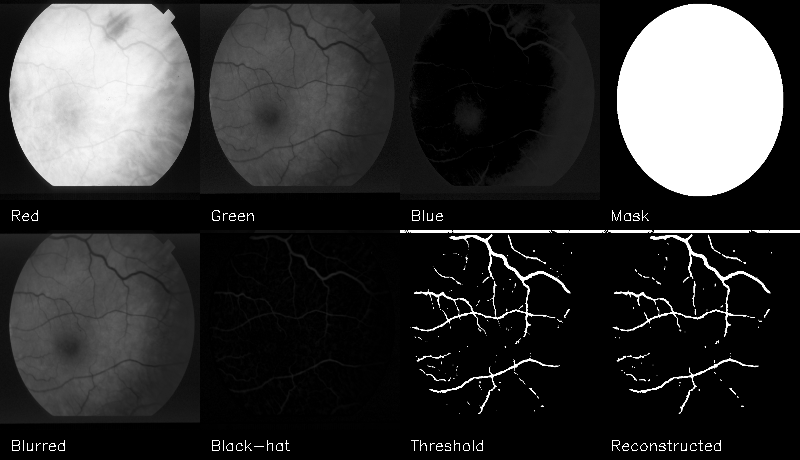 Red
Green
Blue
Mask
Blurred
Black-hat
Threshold
Reconstructed